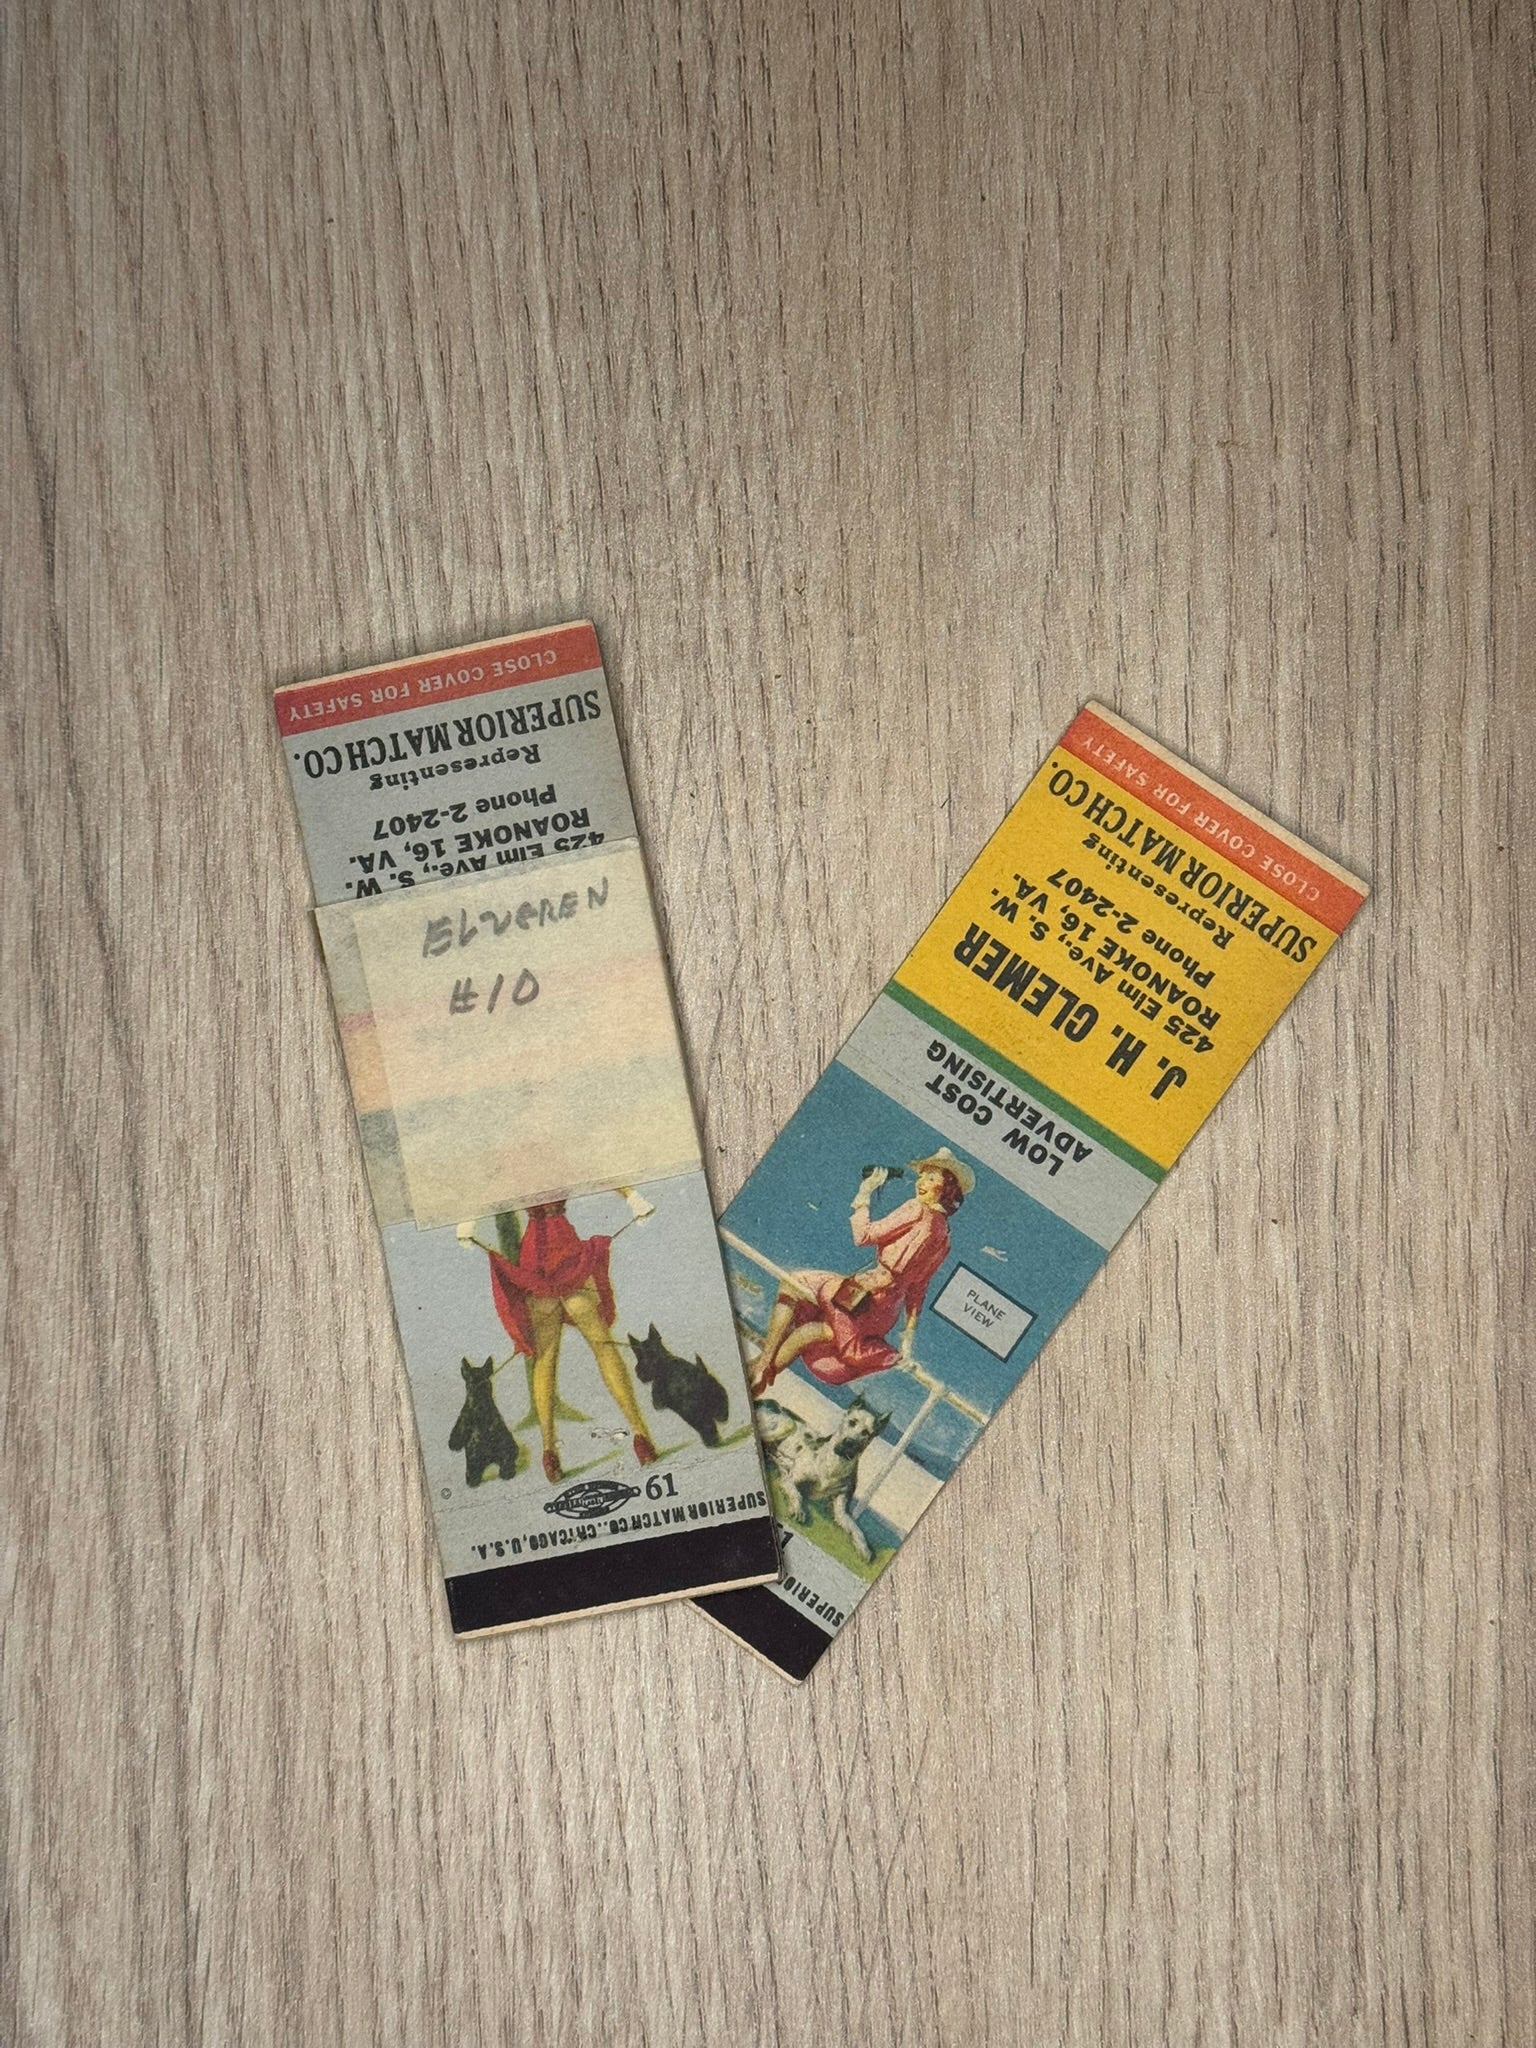 CLOSE COVER FOR SAFETY
SUPERIOR MATCH CO.
Representing
Phone 2-2407
ROANOKE 16, VA.
425 Elm Ave., S. W.
ELVGREN
#10
61
SUPERIOR MATCH CO., CHICAGO, U.S.A.
CLOSE COVER FOR SAFETY
SUPERIOR MATCH CO.
Representing
Phone 2-2407
ROANOKE 16, VA.
425 Elm Ave., S. W.
J. H. CLEMER
LOW COST
ADVERTISING
PLANE
VIEW
SUPERIO